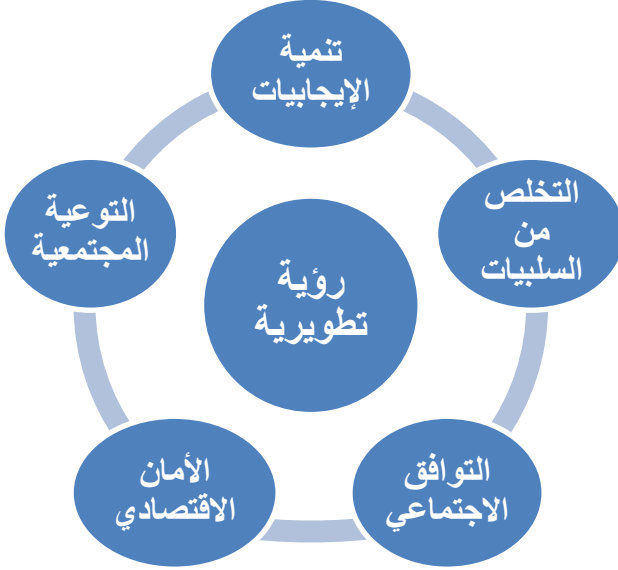 تنمية
الإيجابيات
التخلص
من
السلبيات
التوافق
الاجتماعي
الأمان
الاقتصادي
التوعية
المجتمعية
رؤية
تطويرية